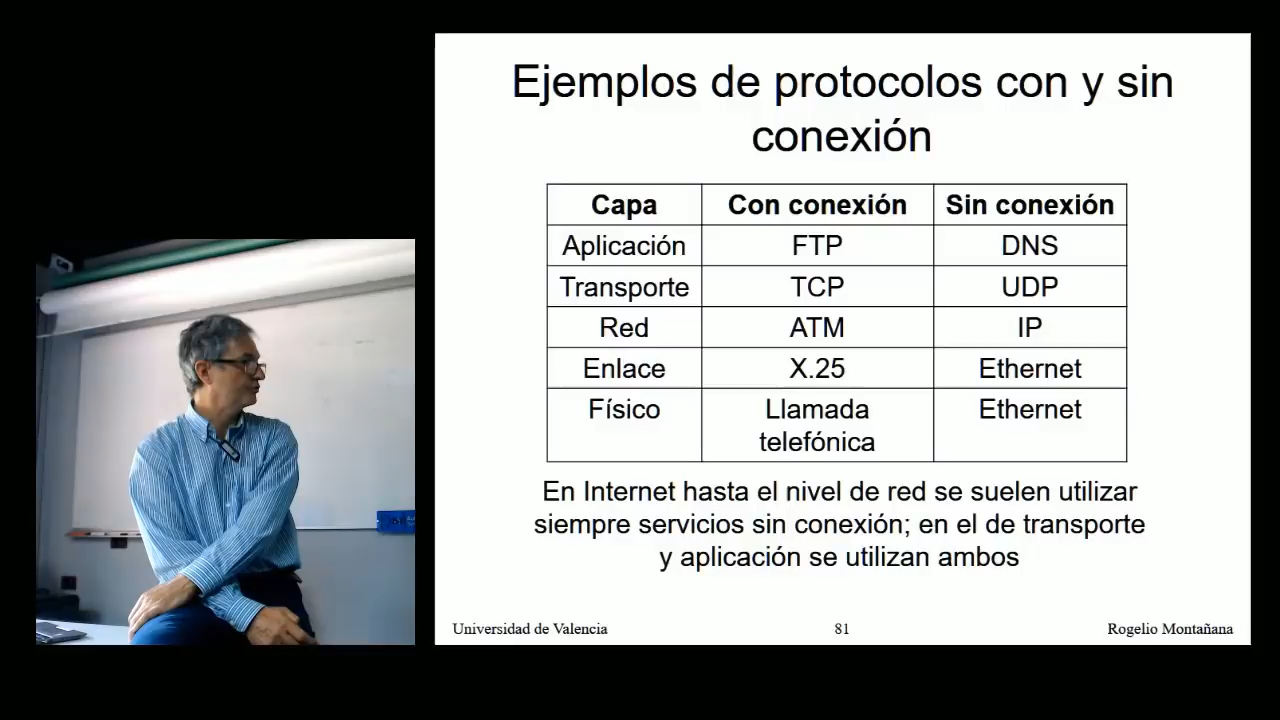 Ejemplos de protocolos con y sin
conexión
Capa Con conexión Sin conexión
Aplicación FTP DNS
Transporte TCP UDP
Red ATM IP
Enlace X.25 Ethernet
Físico Llamada telefónica Ethernet
En Internet hasta el nivel de red se suelen utilizar
siempre servicios sin conexión; en el de transporte
y aplicación se utilizan ambos
Universidad de Valencia 81 Rogelio Montañana